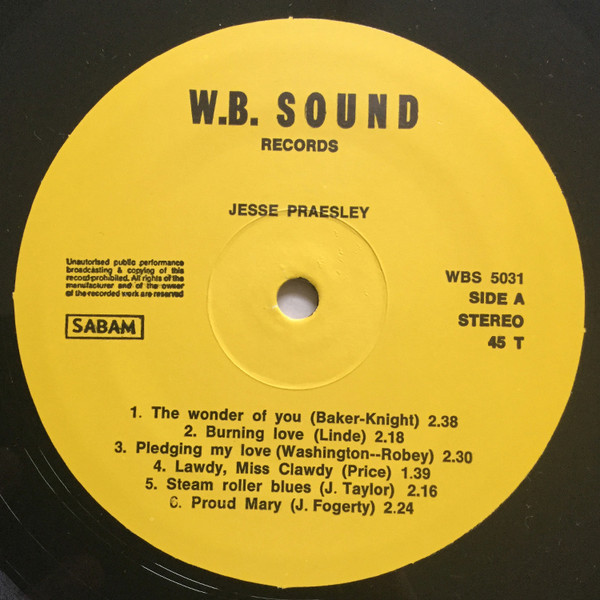 W.B. SOUND
RECORDS
JESSE PRAESLEY
Unauthorised public performance
broadcasting & copying of this
record prohibited. All rights of the
manufacturer and of the owner
of the recorded work are reserved
SABAM
WBS 5031
SIDE A
STEREO
45 T
1. The wonder of you (Baker-Knight) 2.38
2. Burning love (Linde) 2.18
3. Pledging my love (Washington--Robey) 2.30
4. Lawdy, Miss Clawdy (Price) 1.39
5. Steam roller blues (J. Taylor) 2.16
6. Proud Mary (J. Fogerty) 2.24